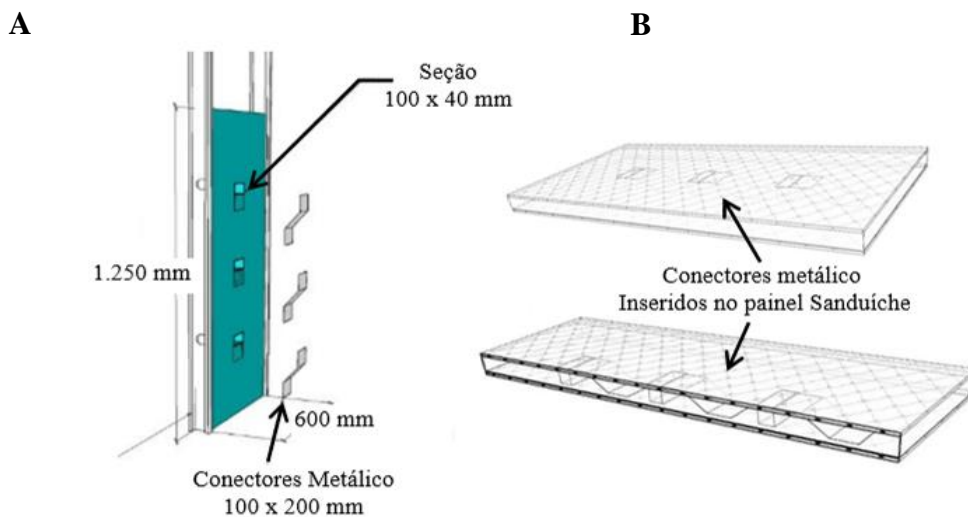 A
B
Seção
100 x 40 mm
1.250 mm
Conectores metálico
Inseridos no painel Sanduíche
600 mm
Conectores Metálico
100 x 200 mm